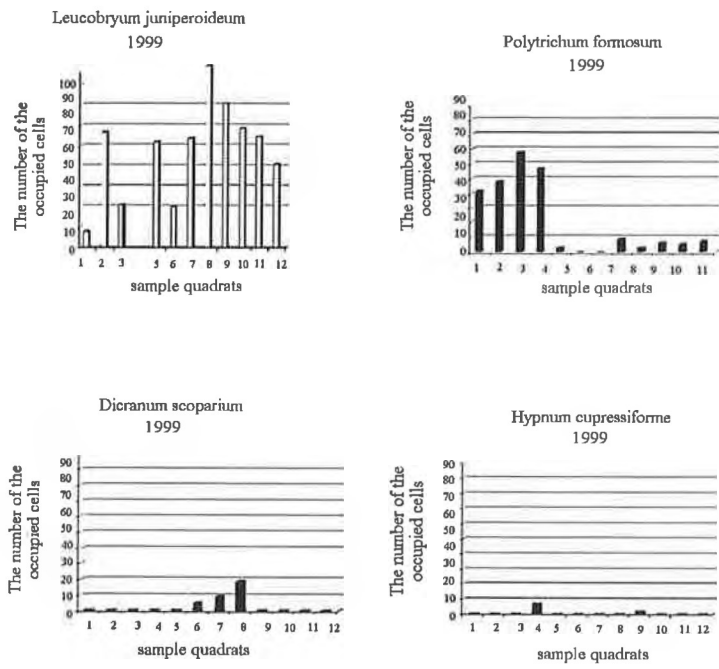 Leucobryum juniperoideum
1999
The number of the
occupied cells
100
90
80
70
60
50
40
30
20
10
0
1 2 3 5 6 7 8 9 10 11 12
sample quadrats
Polytrichum formosum
1999
The number of the
occupied cells
90
80
70
60
50
40
30
20
10
0
1 2 3 4 5 6 7 8 9 10 11
sample quadrats
Dicranum scoparium
1999
The number of the
occupied cells
90
80
70
60
50
40
30
20
10
0
1 2 3 4 5 6 7 8 9 10 11 12
sample quadrats
Hypnum cupressiforme
1999
The number of the
occupied cells
90
80
70
60
50
40
30
20
10
0
1 2 3 4 5 6 7 8 9 10 11 12
sample quadrats